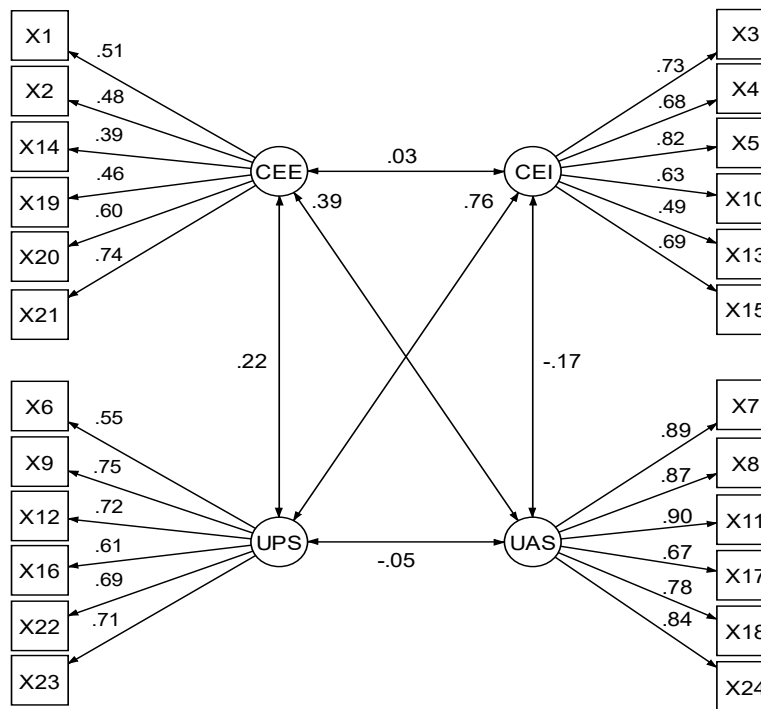 X1
.51
X2
.48
X14
.39
X19
.46
X20
.60
X21
.74
CEE
.03
CEI
X3
.73
X4
.68
X5
.82
X10
.63
X13
.49
X15
.69
.39
.76
.22
-.17
X6
.55
X9
.75
X12
.72
X16
.61
X22
.69
X23
.71
UPS
-.05
UAS
X7
.89
X8
.87
X11
.90
X17
.67
X18
.78
X24
.84